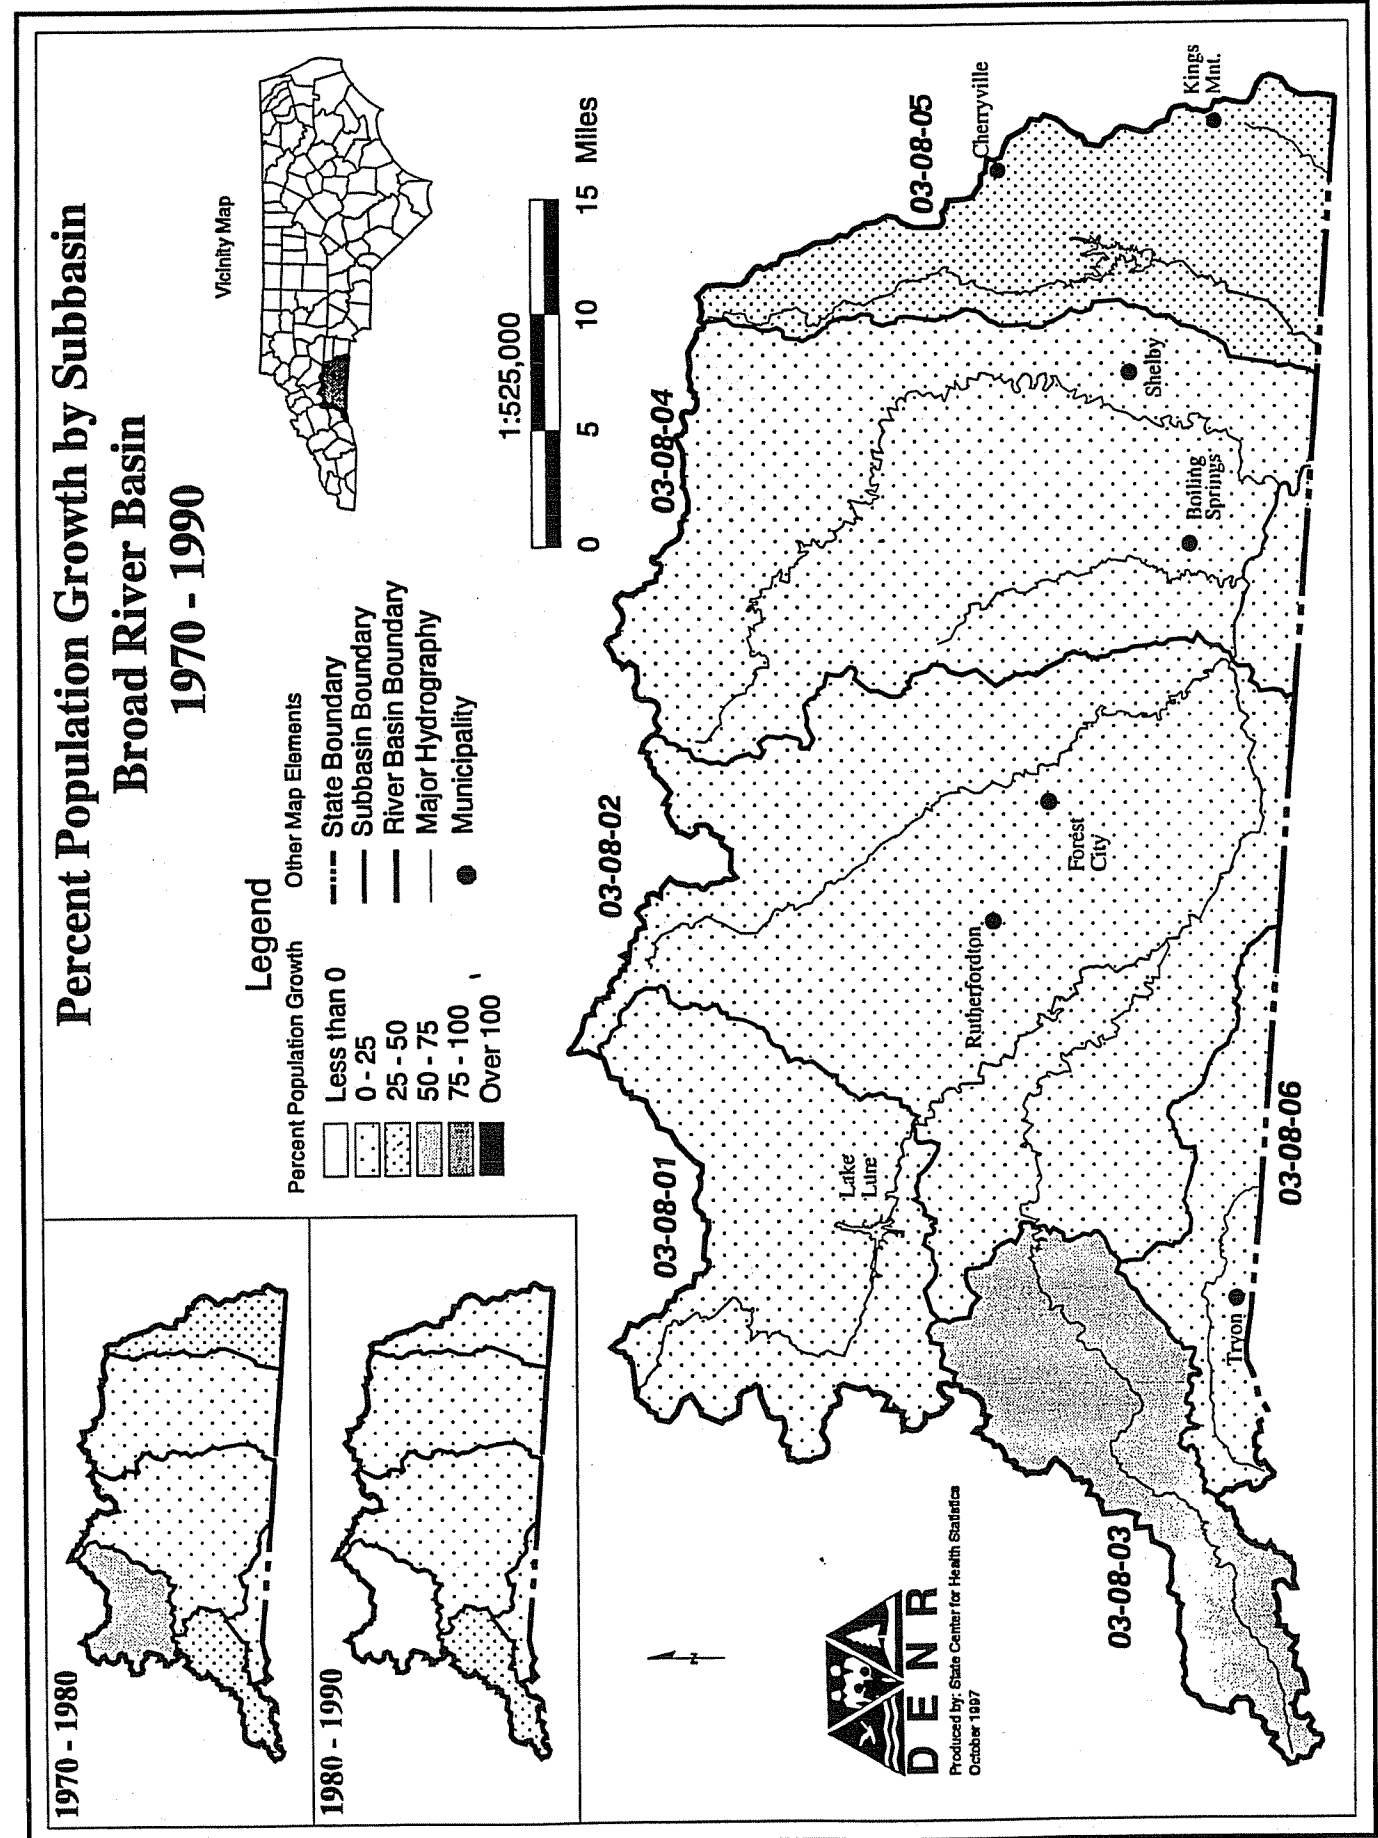 Percent Population Growth by Subbasin
Broad River Basin
1970 - 1990
Vicinity Map
Legend
Percent Population Growth
Less than 0
0 - 25
25 - 50
50 - 75
75 - 100
Over 100
Other Map Elements
State Boundary
Subbasin Boundary
River Basin Boundary
Major Hydrography
Municipality
1:525,000
0 5 10 15 Miles
1970 - 1980
1980 - 1990
03-08-01
03-08-02
03-08-04
03-08-05
03-08-03
03-08-06
Lake
Lure
Rutherfordton
Forest
City
Boiling
Springs
Shelby
Cherryville
Kings
Mnt.
Tryon
N
DENR
Produced by: State Center for Health Statistics
October 1997